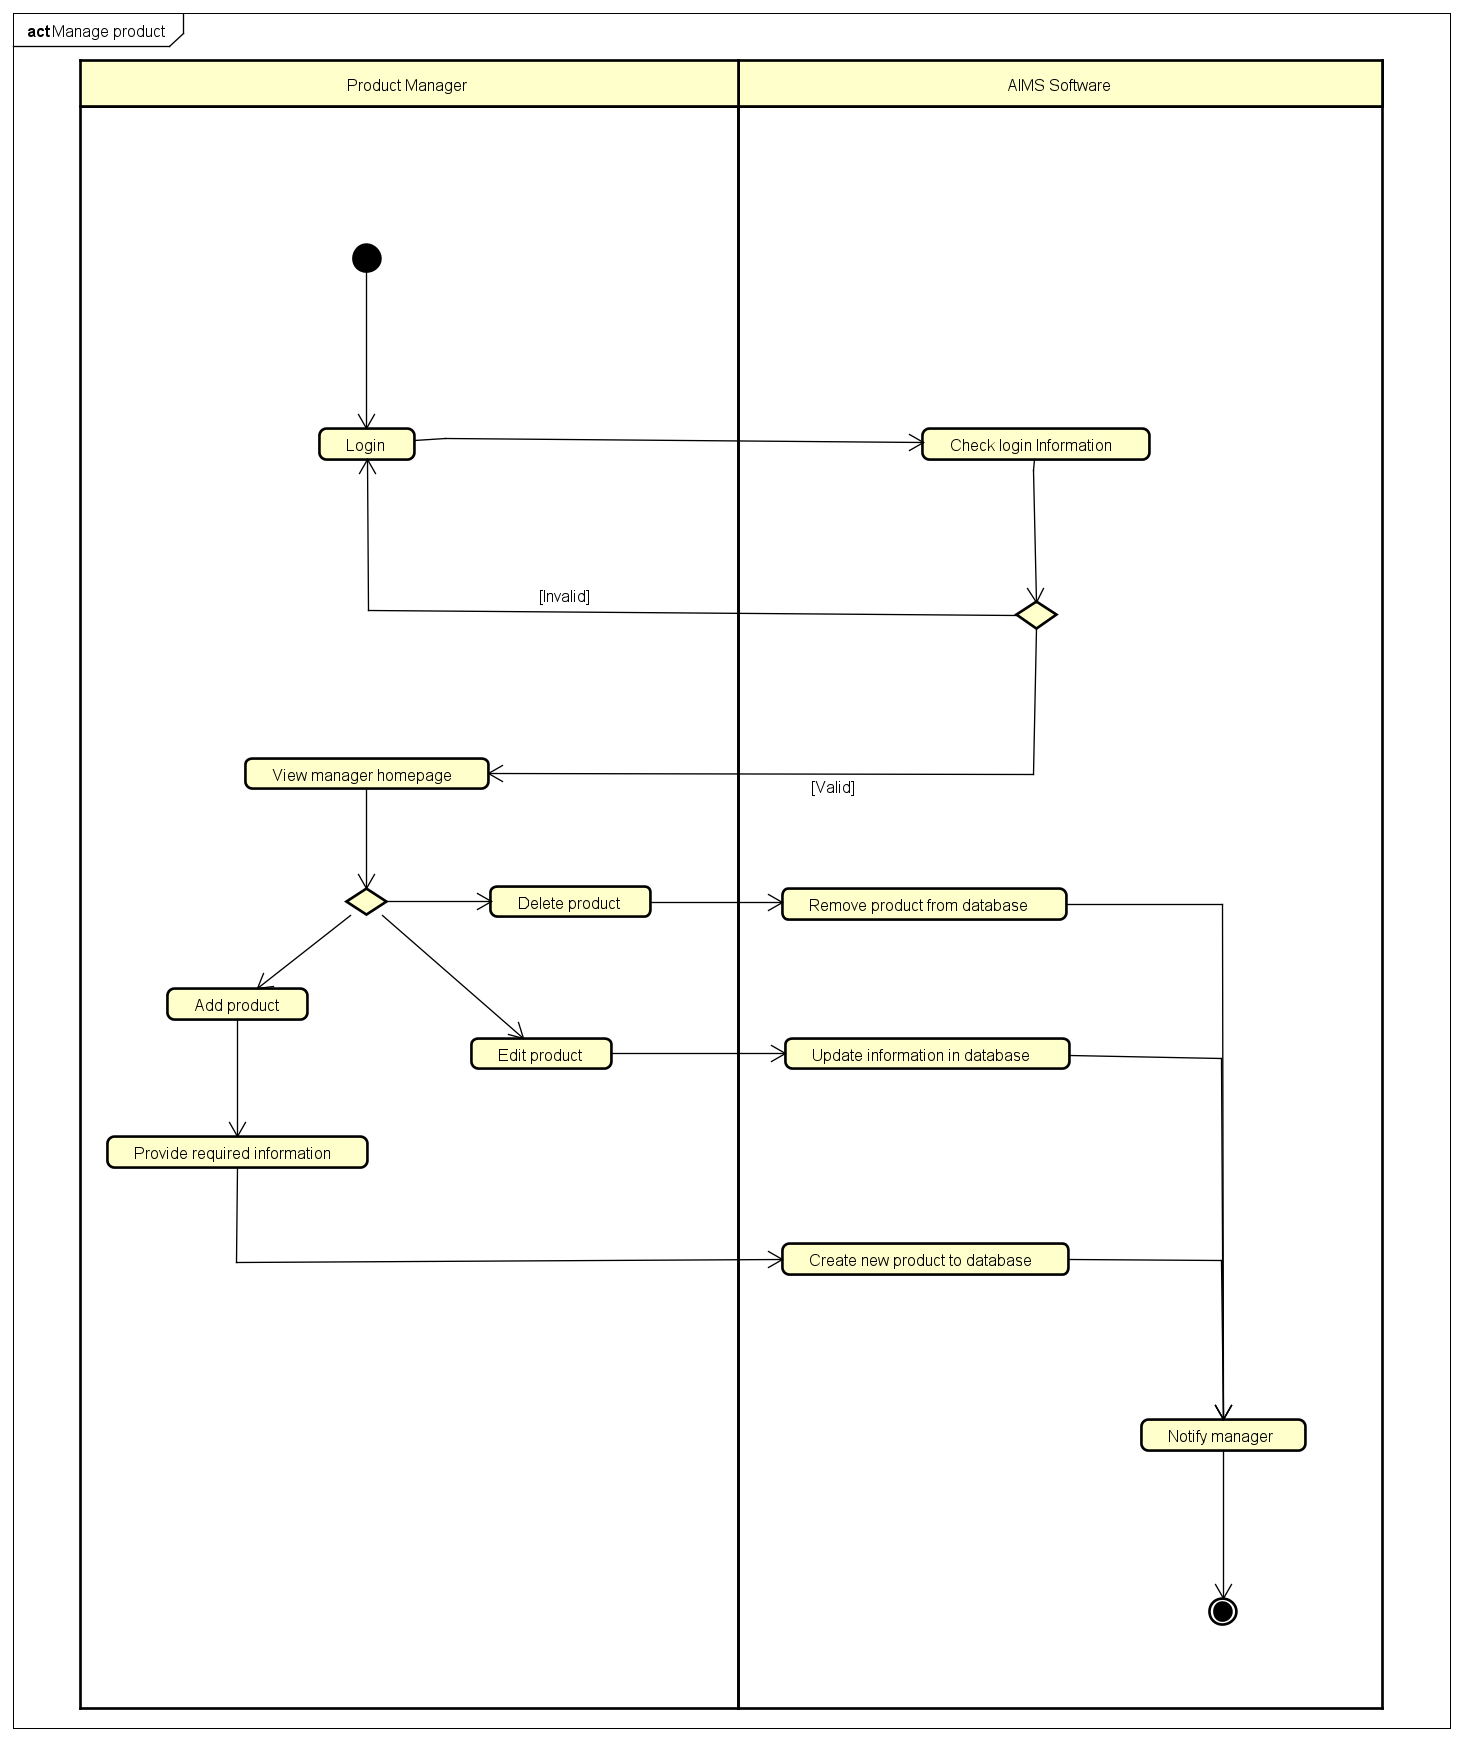 act Manage product
Product Manager
AIMS Software
Login
Check login Information
[Invalid]
View manager homepage
[Valid]
Delete product
Remove product from database
Add product
Edit product
Update information in database
Provide required information
Create new product to database
Notify manager